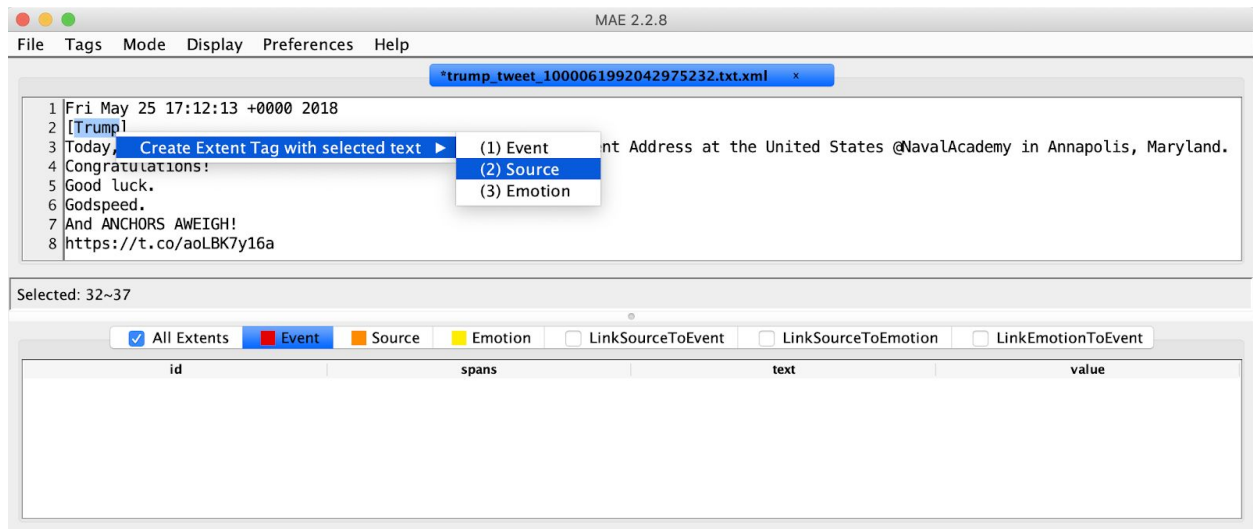 MAE 2.2.8
File Tags Mode Display Preferences Help
*trump_tweet_1000061992042975232.txt.xml x
1 Fri May 25 17:12:13 +0000 2018
2 [Trump]
3 Today, nt Address at the United States @NavalAcademy in Annapolis, Maryland.
Create Extent Tag with selected text ▶ (1) Event
(2) Source
(3) Emotion
4 Congratulations!
5 Good luck.
6 Godspeed.
7 And ANCHORS AWEIGH!
8 https://t.co/aoLBK7y16a
Selected: 32~37
All Extents Event Source Emotion LinkSourceToEvent LinkSourceToEmotion LinkEmotionToEvent
id spans text value